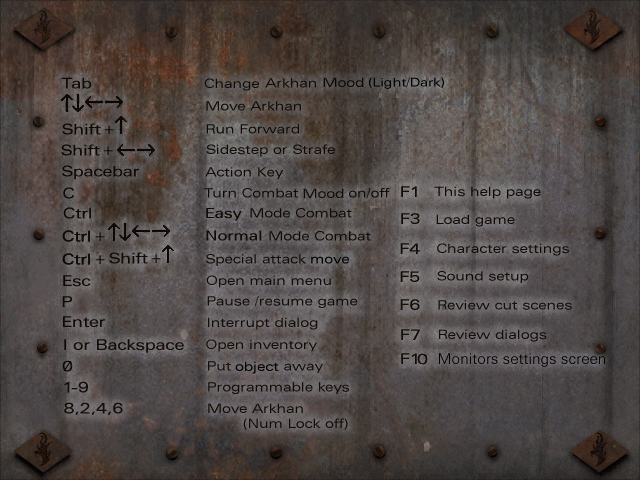 Tab Change Arkhan Mood (Light/Dark)
↑↓←→ Move Arkhan
Shift + ↑ Run Forward
Shift + ←→ Sidestep or Strafe
Spacebar Action Key
C Turn Combat Mood on/off
Ctrl Easy Mode Combat
Ctrl + ↑↓←→ Normal Mode Combat
Ctrl + Shift + ↑ Special attack move
Esc Open main menu
P Pause /resume game
Enter Interrupt dialog
I or Backspace Open inventory
0 Put object away
1-9 Programmable keys
8,2,4,6 Move Arkhan
(Num Lock off)
F1 This help page
F3 Load game
F4 Character settings
F5 Sound setup
F6 Review cut scenes
F7 Review dialogs
F10 Monitors settings screen